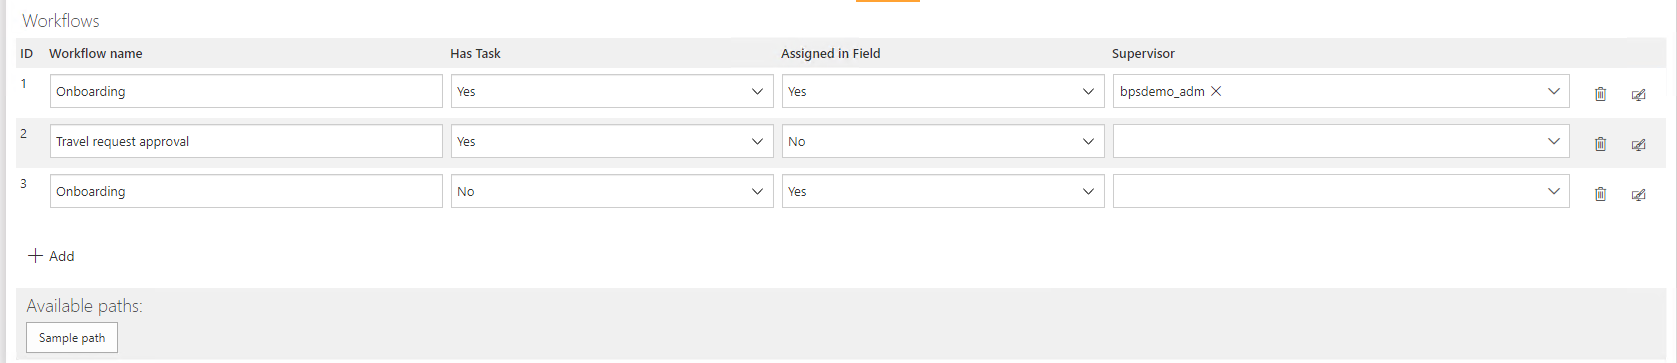 Workflows
ID Workflow name Has Task Assigned in Field Supervisor
1 Onboarding Yes Yes bpsdemo_adm
2 Travel request approval Yes No
3 Onboarding No Yes
Add
Available paths:
Sample path